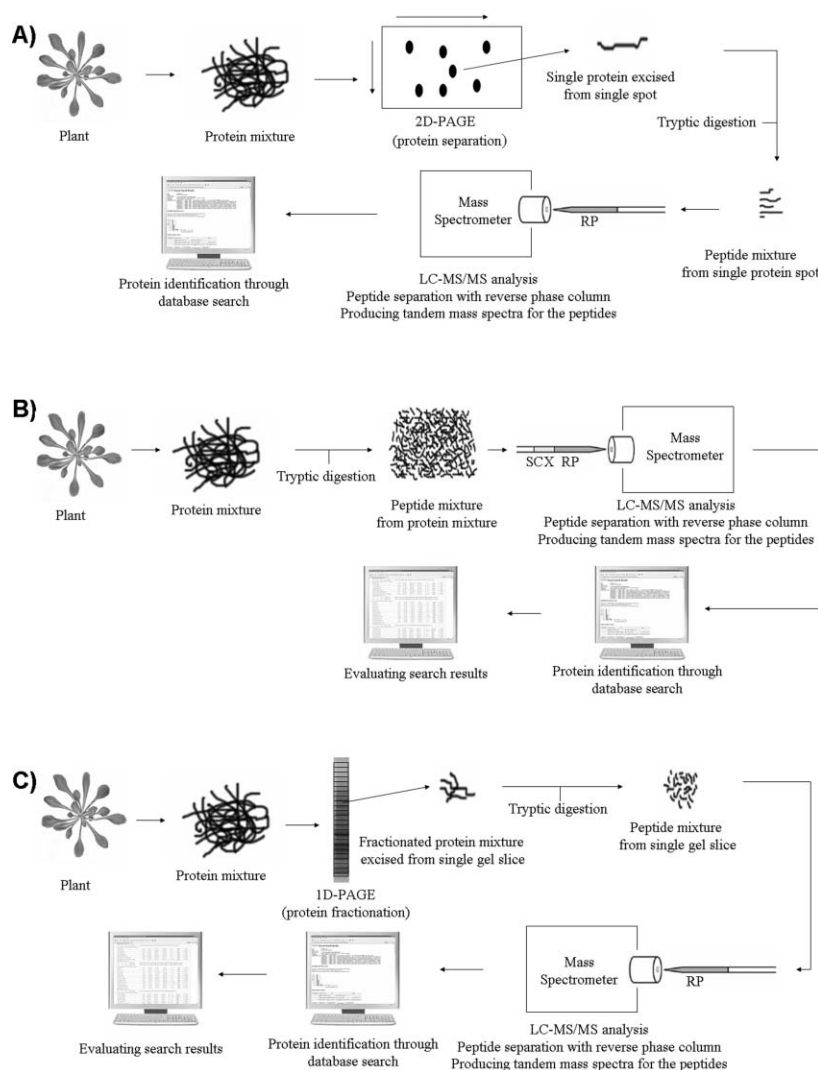 A)
Plant
Protein mixture
2D-PAGE
(protein separation)
Single protein excised
from single spot
Tryptic digestion
Peptide mixture
from single protein spot
Mass
Spectrometer
RP
LC-MS/MS analysis
Peptide separation with reverse phase column
Producing tandem mass spectra for the peptides
Protein identification through
database search
B)
Plant
Protein mixture
Tryptic digestion
Peptide mixture
from protein mixture
SCX RP
Mass
Spectrometer
LC-MS/MS analysis
Peptide separation with reverse phase column
Producing tandem mass spectra for the peptides
Protein identification through
database search
Evaluating search results
C)
Plant
Protein mixture
1D-PAGE
(protein fractionation)
Fractionated protein mixture
excised from single gel slice
Tryptic digestion
Peptide mixture
from single gel slice
Mass
Spectrometer
RP
LC-MS/MS analysis
Peptide separation with reverse phase column
Producing tandem mass spectra for the peptides
Protein identification through
database search
Evaluating search results